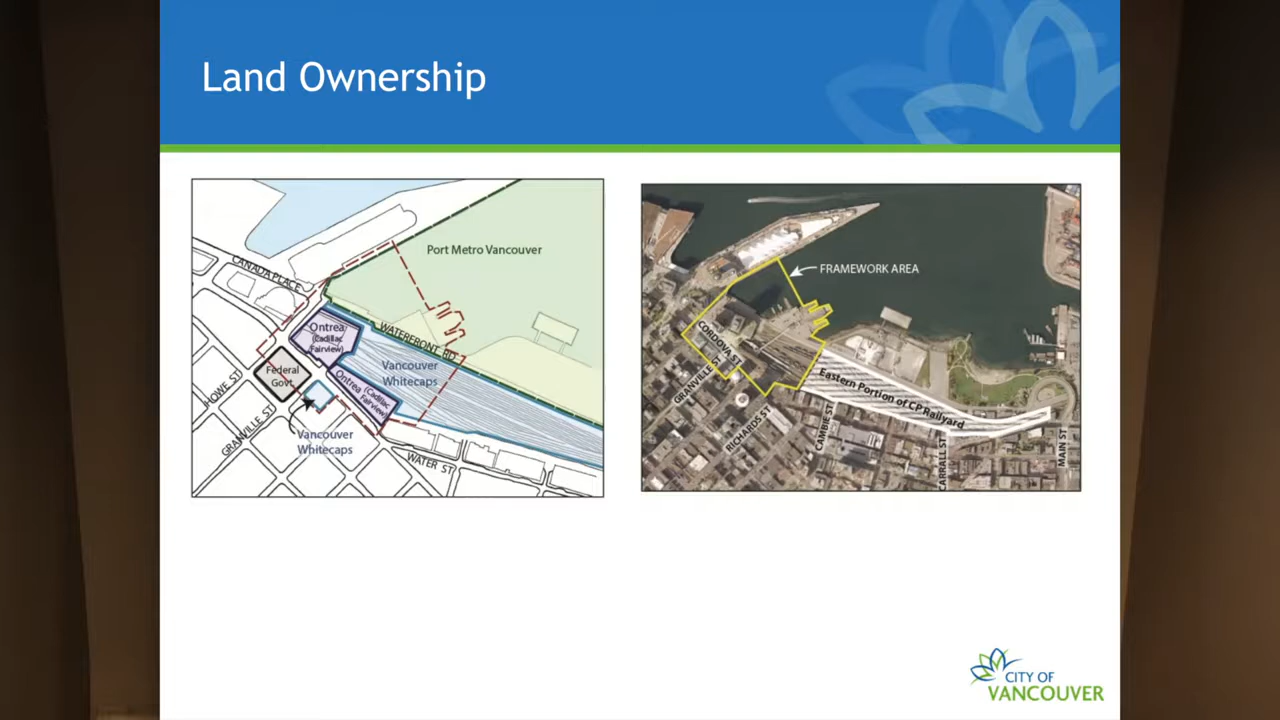 Land Ownership
Port Metro Vancouver
CANADA PLACE
Ontrea
(Cadillac
Fairview)
WATERFRONT RD
Vancouver
Whitecaps
Federal
Govt.
Ontrea (Cadillac
Fairview)
HOWE ST
GRANVILLE ST
Vancouver
Whitecaps
WATER ST
FRAMEWORK AREA
CORDOVA ST
GRANVILLE ST
Eastern Portion of CP Railyard
RICHARDS ST
CAMBIE ST
CARRALL ST
MAIN ST
CITY OF
VANCOUVER